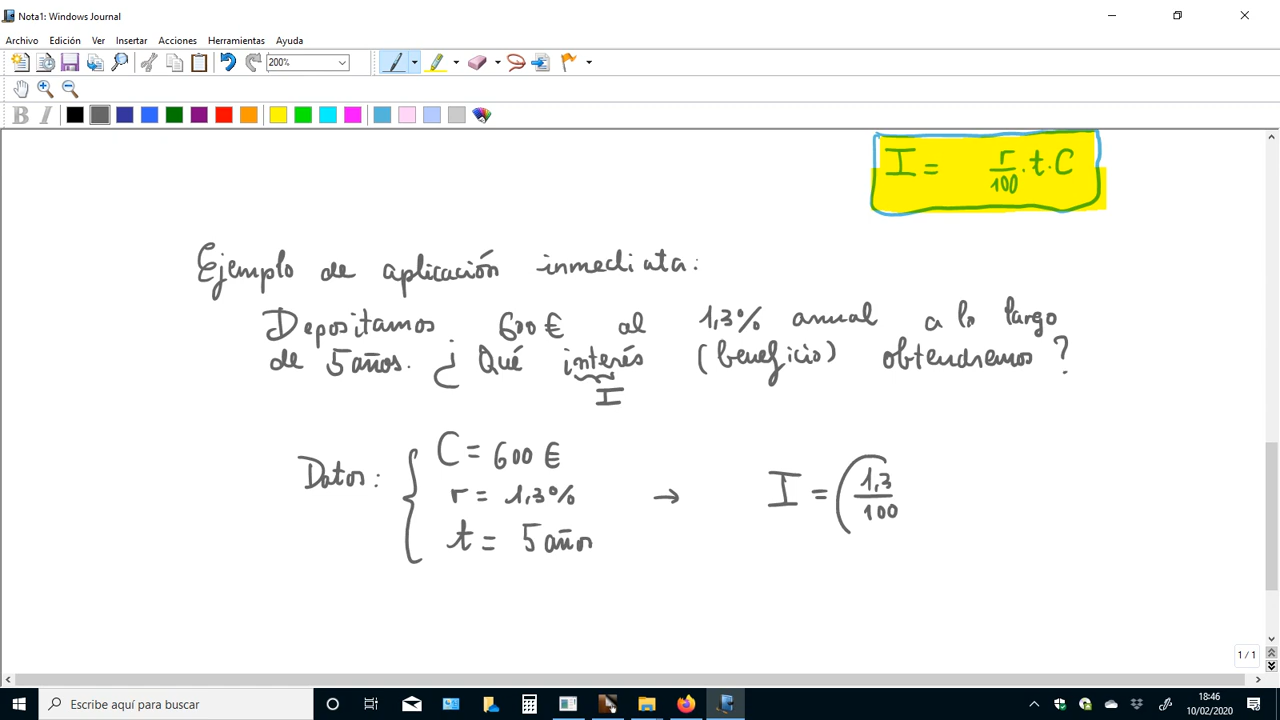 Nota1: Windows Journal
Archivo Edición Ver Insertar Acciones Herramientas Ayuda
200%
B I
I = r/100 · t · C
Ejemplo de aplicación inmediata:
Depositamos 600 € al 1,3% anual a lo largo
de 5 años. ¿Qué interés (beneficio) obtendremos?
I
Datos: { C = 600 €
r = 1,3% → I = ( 1,3/100
t = 5 años
1 / 1
Escribe aquí para buscar
18:46
10/02/2020